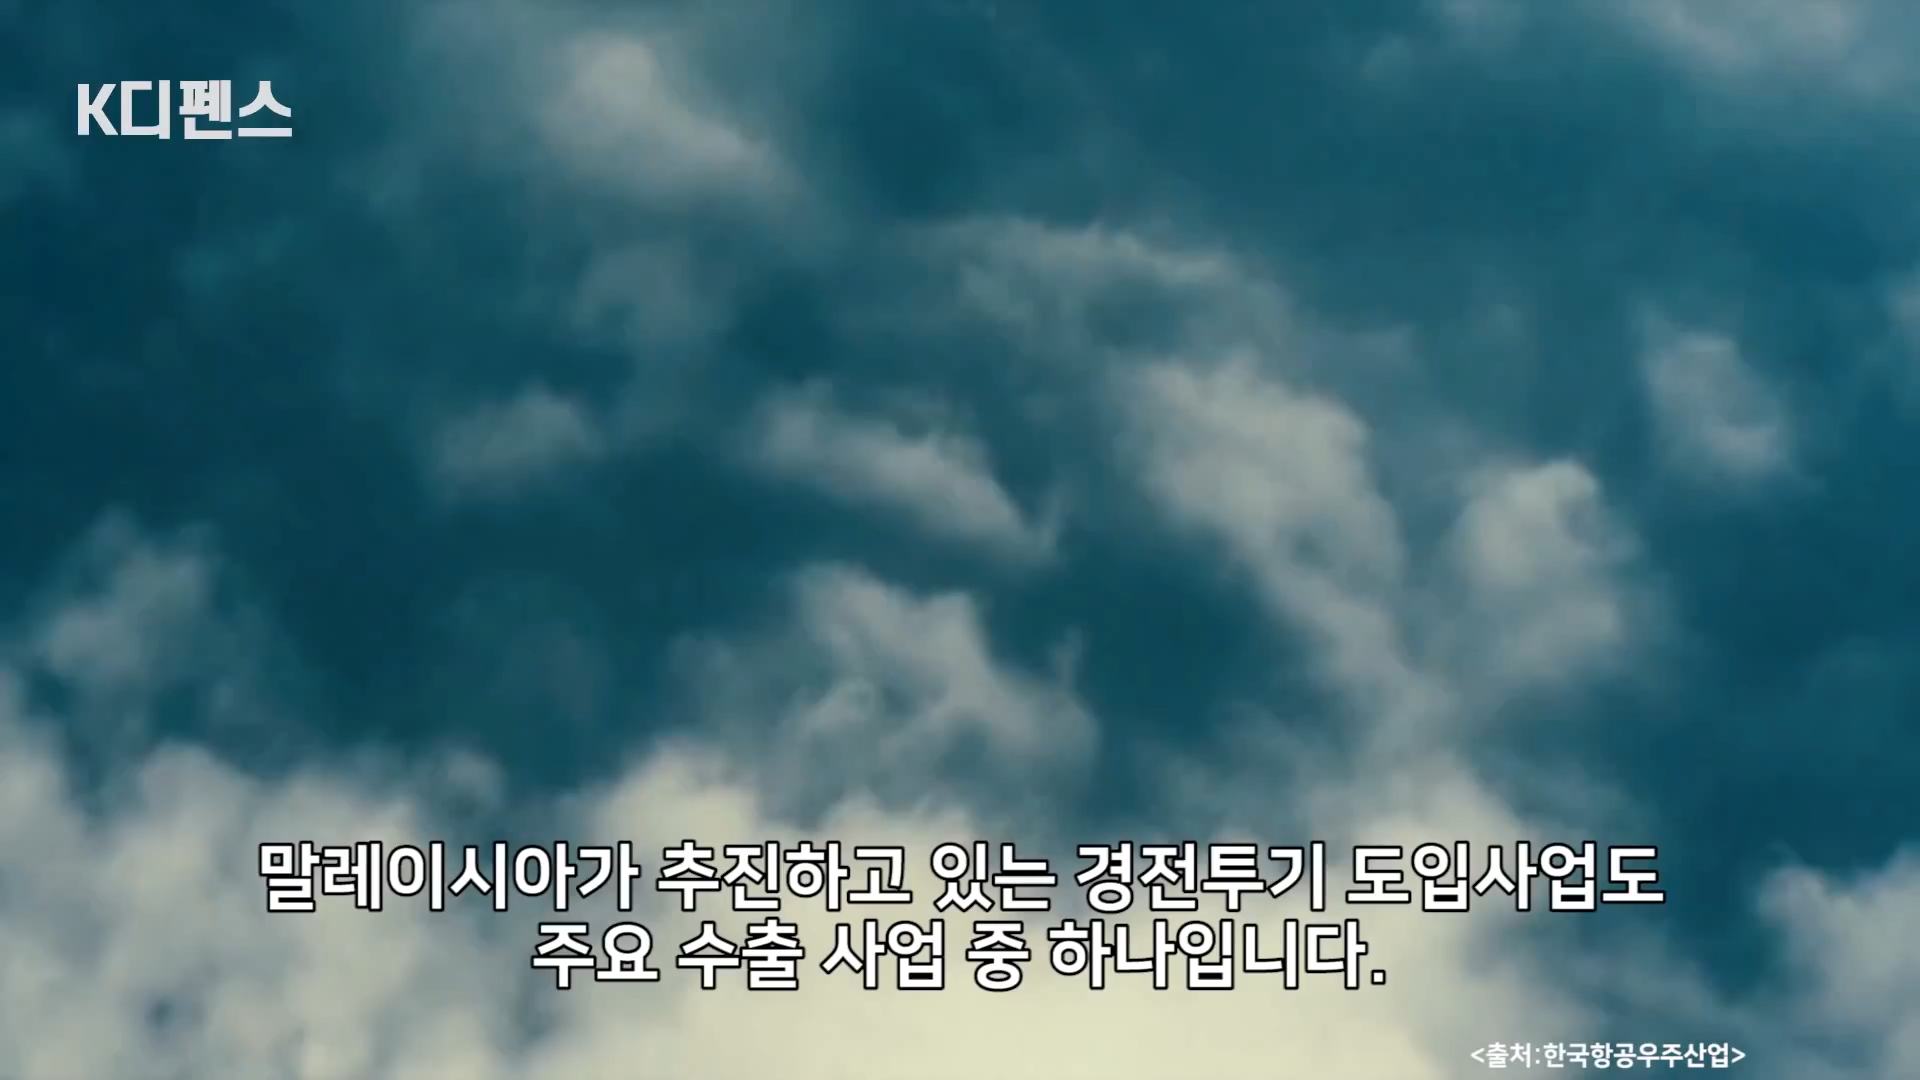 K디펜스
말레이시아가 추진하고 있는 경전투기 도입사업도
주요 수출 사업 중 하나입니다.
<출처:한국항공우주산업>